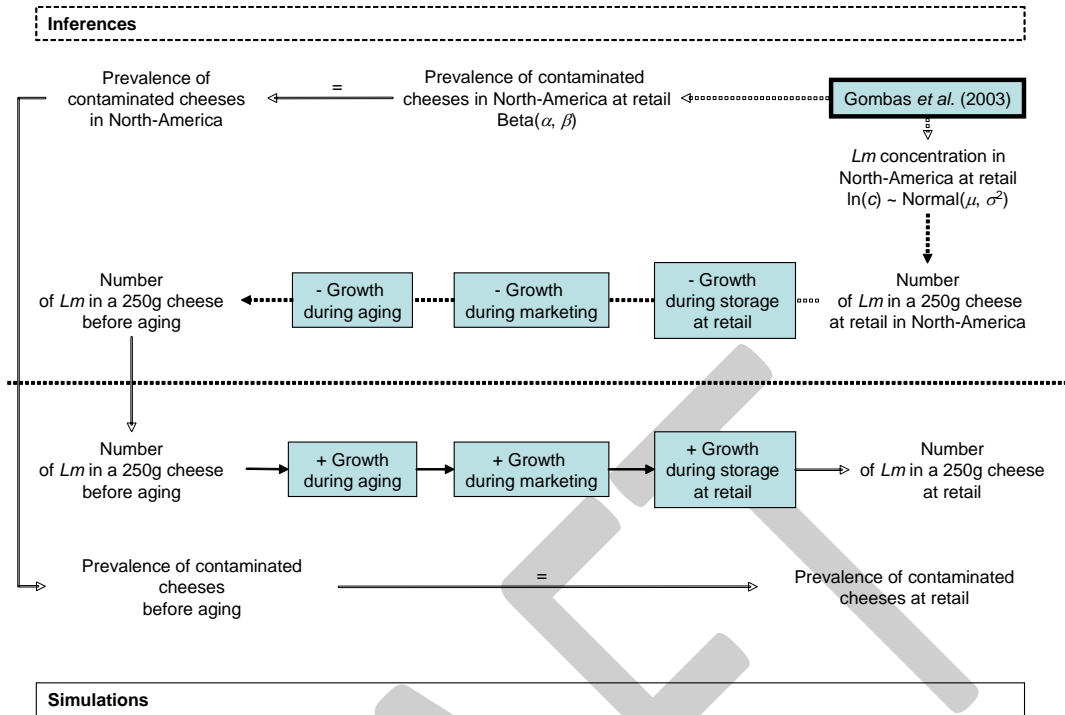 Inferences
Prevalence of
contaminated cheeses
in North-America
=
Prevalence of contaminated
cheeses in North-America at retail
Beta(α, β)
Gombas et al. (2003)
Lm concentration in
North-America at retail
ln(c) ~ Normal(μ, σ²)
Number
of Lm in a 250g cheese
before aging
- Growth
during aging
- Growth
during marketing
- Growth
during storage
at retail
Number
of Lm in a 250g cheese
at retail in North-America
Number
of Lm in a 250g cheese
before aging
+ Growth
during aging
+ Growth
during marketing
+ Growth
during storage
at retail
Number
of Lm in a 250g cheese
at retail
Prevalence of contaminated
cheeses
before aging
=
Prevalence of contaminated
cheeses at retail
Simulations